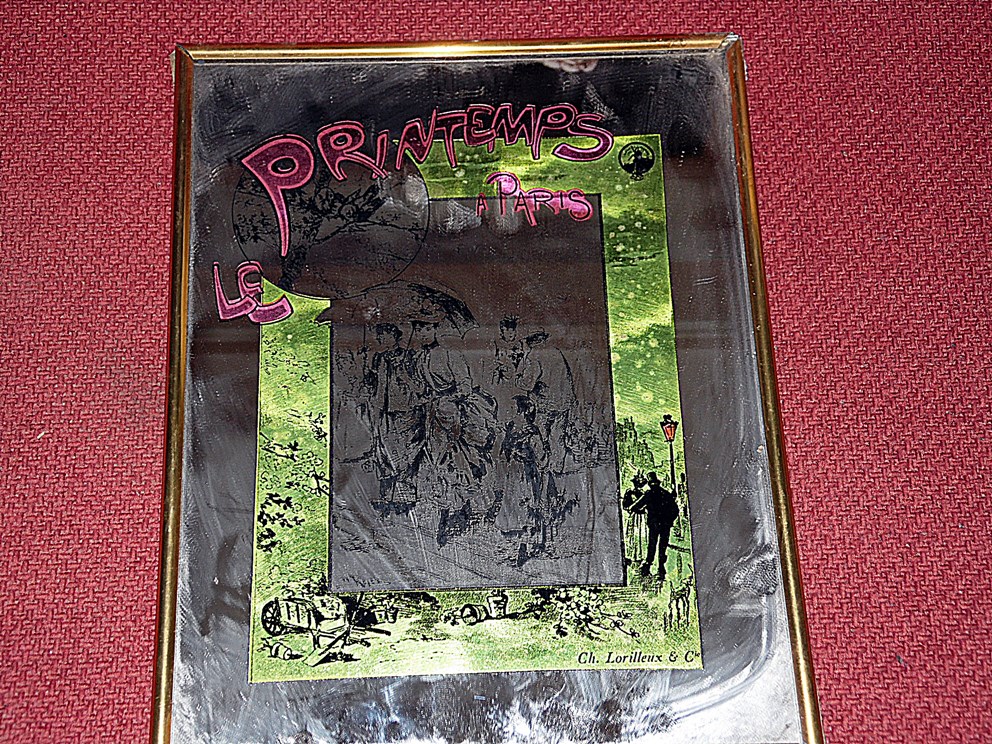 LE PRINTEMPS
A PARIS
Ch. Lorilleux & Cie